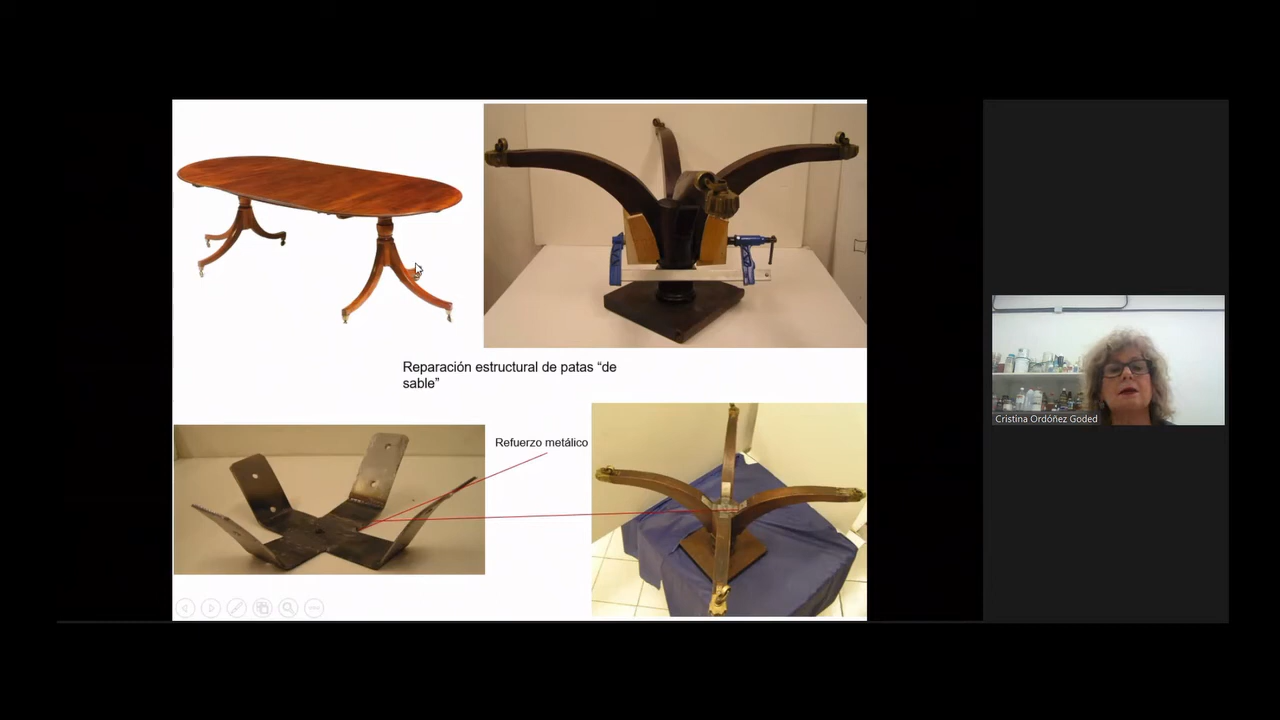 Reparación estructural de patas “de
sable”
Refuerzo metálico
Cristina Ordóñez Goded